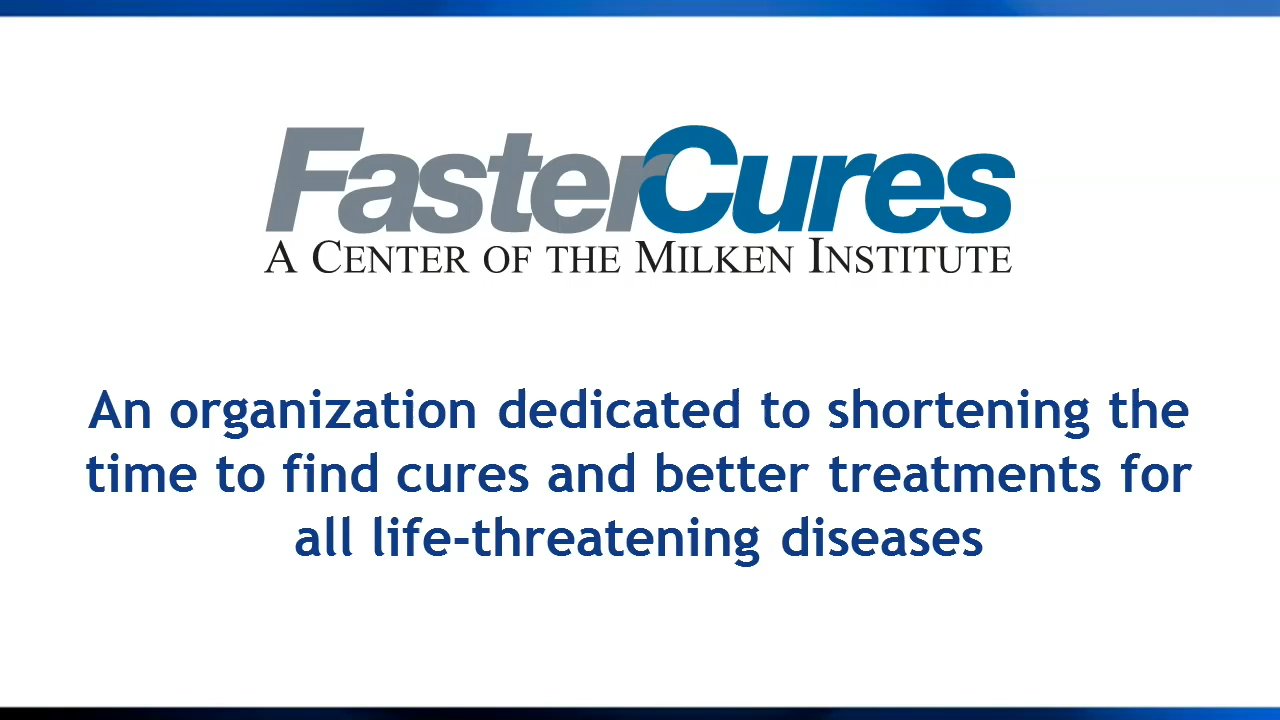 FasterCures
A CENTER OF THE MILKEN INSTITUTE
An organization dedicated to shortening the
time to find cures and better treatments for
all life-threatening diseases